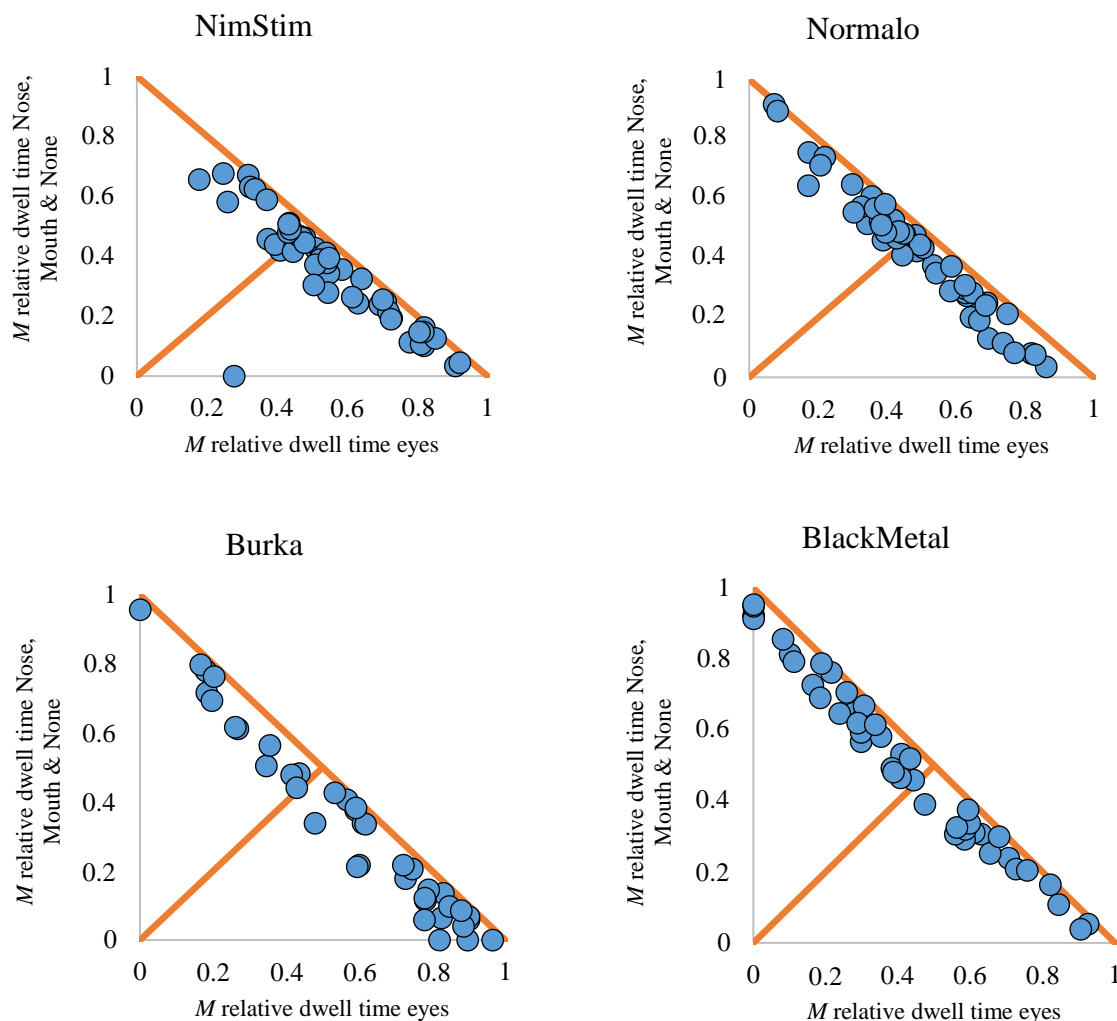 NimStim
M relative dwell time Nose,
Mouth & None
1
0.8
0.6
0.4
0.2
0
0 0.2 0.4 0.6 0.8 1
M relative dwell time eyes
Normalo
M relative dwell time Nose,
Mouth & None
1
0.8
0.6
0.4
0.2
0
0 0.2 0.4 0.6 0.8 1
M relative dwell time eyes
Burka
M relative dwell time Nose,
Mouth & None
1
0.8
0.6
0.4
0.2
0
0 0.2 0.4 0.6 0.8 1
M relative dwell time eyes
BlackMetal
M relative dwell time Nose,
Mouth & None
1
0.8
0.6
0.4
0.2
0
0 0.2 0.4 0.6 0.8 1
M relative dwell time eyes